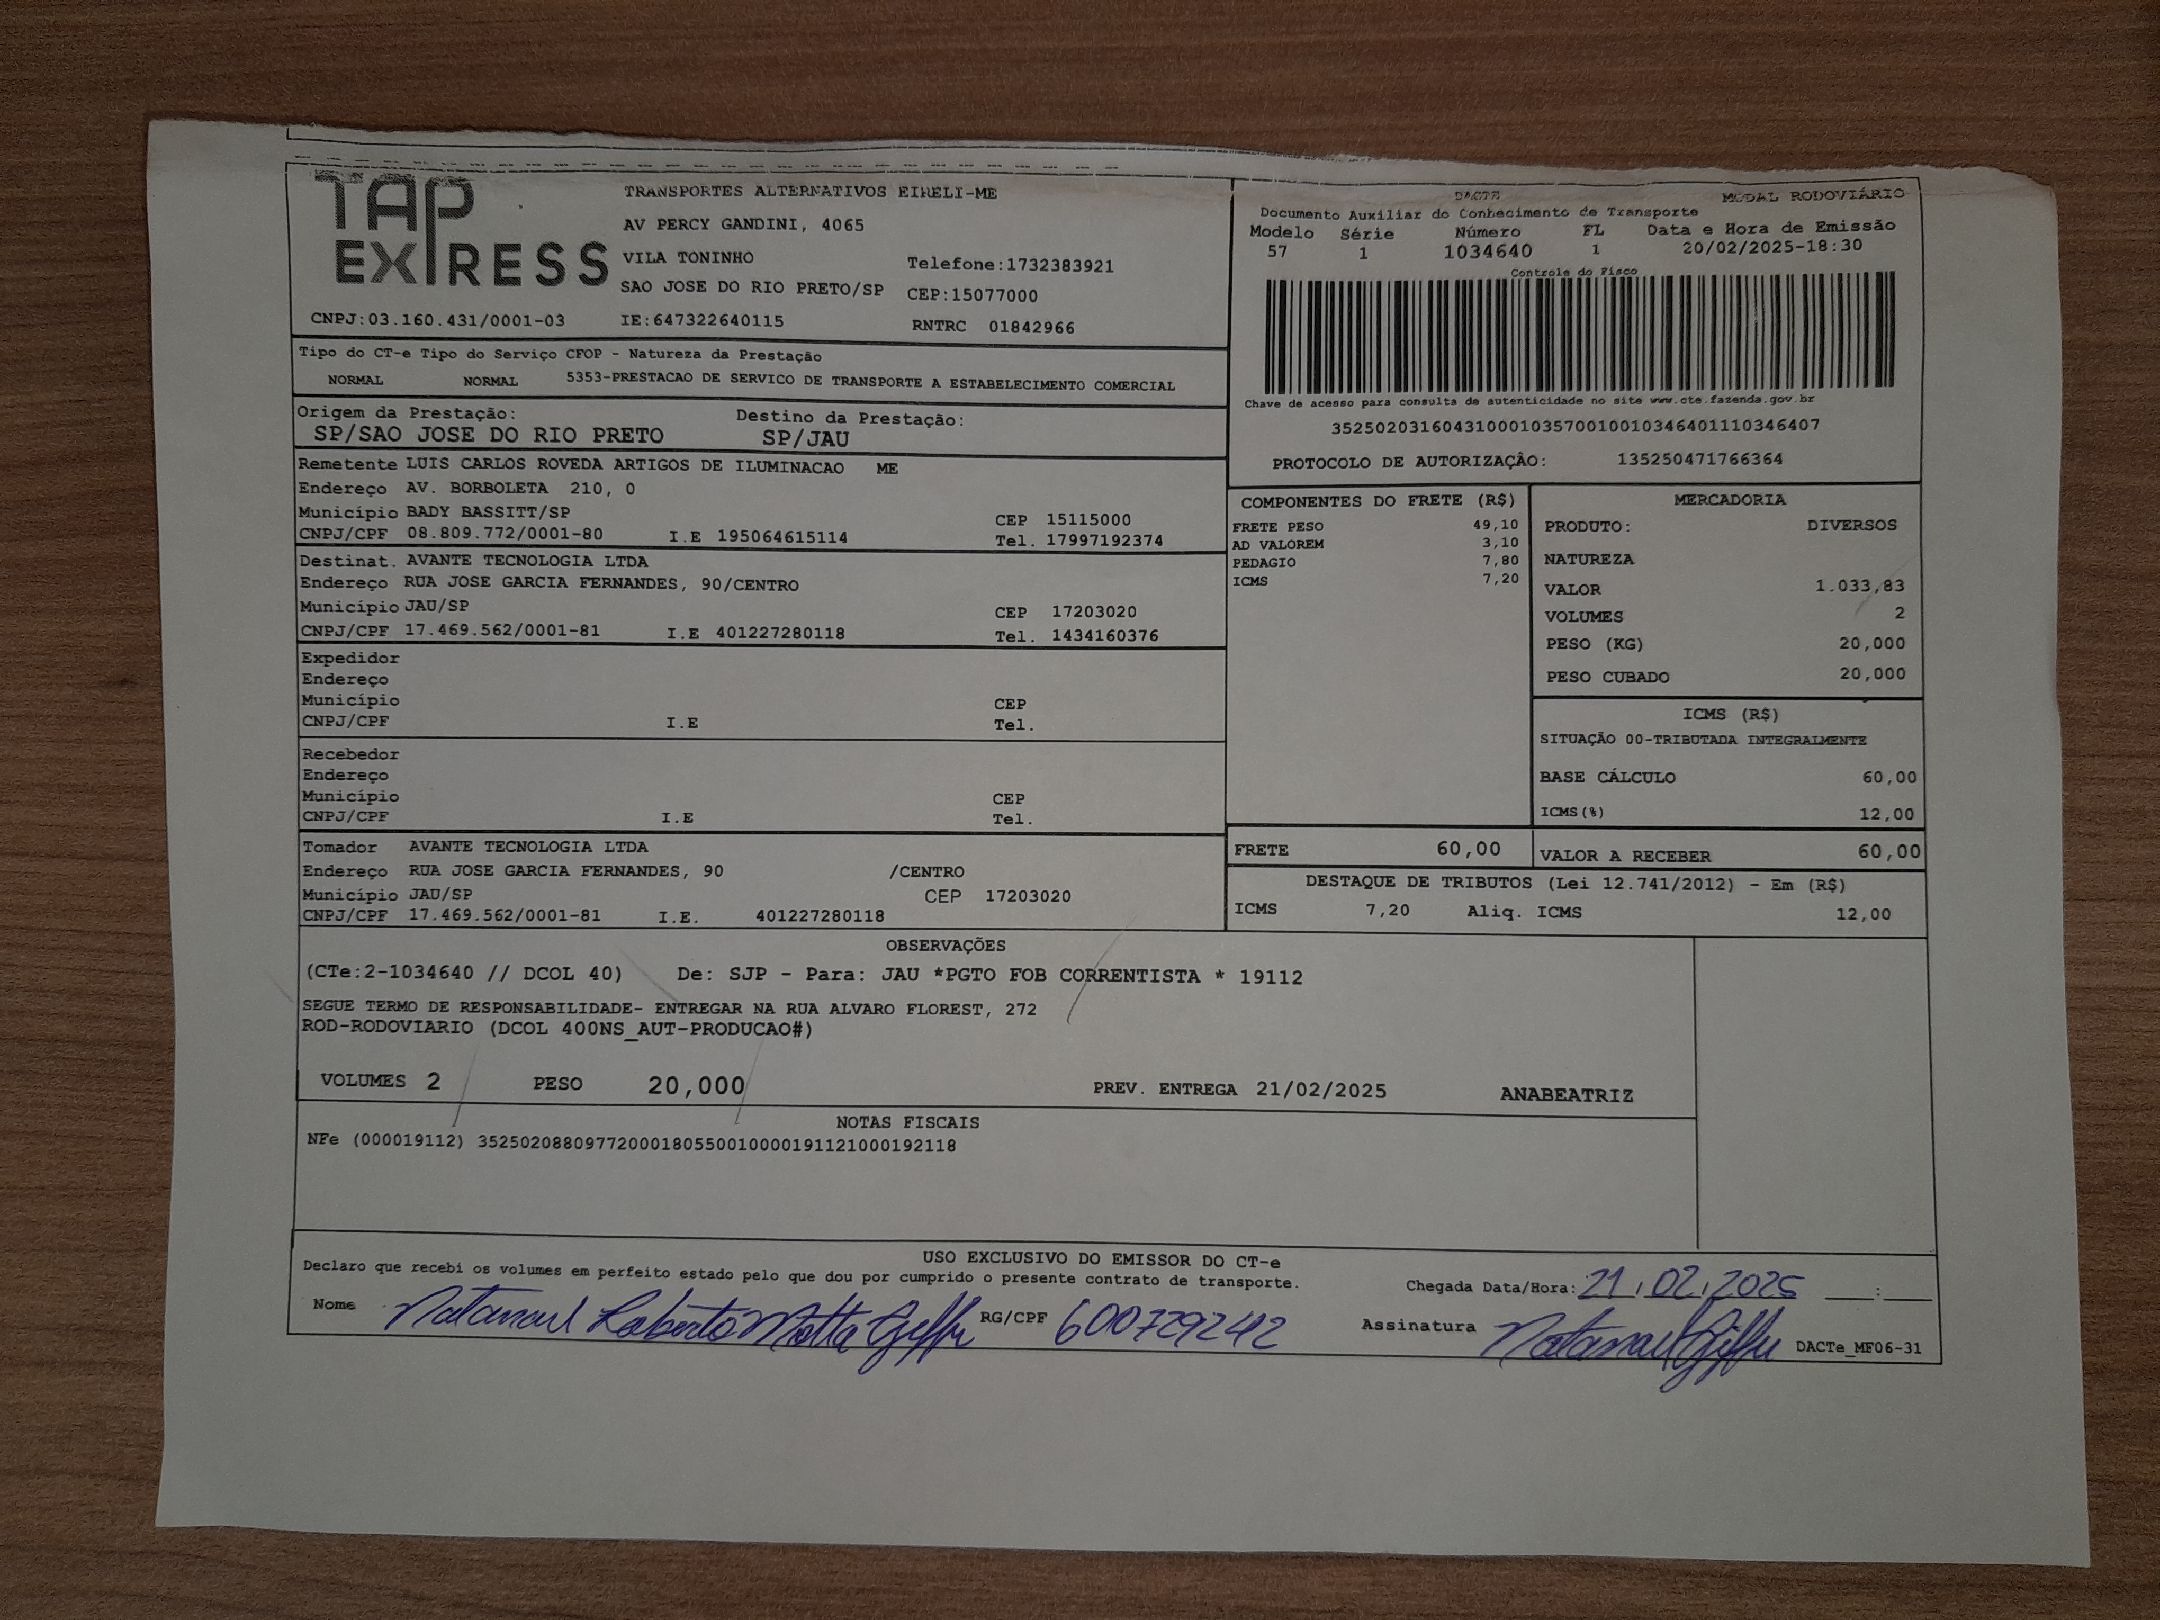 TAP EXPRESS
TRANSPORTES ALTERNATIVOS EIRELI-ME
AV PERCY GANDINI, 4065
VILA TONINHO Telefone:1732383921
SAO JOSE DO RIO PRETO/SP CEP:15077000
CNPJ:03.160.431/0001-03 IE:647322640115 RNTRC 01842966
DACTE MODAL RODOVIÁRIO
Documento Auxiliar do Conhecimento de Transporte
Modelo Série Número FL Data e Hora de Emissão
57 1 1034640 1 20/02/2025-18:30
Controle do Fisco
Chave de acesso para consulta de autenticidade no site www.cte.fazenda.gov.br
35250203160431000103570010010346401110346407
PROTOCOLO DE AUTORIZAÇÃO: 135250471766364
Tipo do CT-e Tipo do Serviço CFOP - Natureza da Prestação
NORMAL NORMAL 5353-PRESTACAO DE SERVICO DE TRANSPORTE A ESTABELECIMENTO COMERCIAL
Origem da Prestação: Destino da Prestação:
SP/SAO JOSE DO RIO PRETO SP/JAU
Remetente LUIS CARLOS ROVEDA ARTIGOS DE ILUMINACAO ME
Endereço AV. BORBOLETA 210, 0
Município BADY BASSITT/SP CEP 15115000
CNPJ/CPF 08.809.772/0001-80 I.E 195064615114 Tel. 17997192374
Destinat. AVANTE TECNOLOGIA LTDA
Endereço RUA JOSE GARCIA FERNANDES, 90/CENTRO
Município JAU/SP CEP 17203020
CNPJ/CPF 17.469.562/0001-81 I.E 401227280118 Tel. 1434160376
Expedidor
Endereço
Município CEP
CNPJ/CPF I.E Tel.
Recebedor
Endereço
Município CEP
CNPJ/CPF I.E Tel.
Tomador AVANTE TECNOLOGIA LTDA
Endereço RUA JOSE GARCIA FERNANDES, 90 /CENTRO
Município JAU/SP CEP 17203020
CNPJ/CPF 17.469.562/0001-81 I.E. 401227280118
COMPONENTES DO FRETE (R$)
FRETE PESO 49,10
AD VALOREM 3,10
PEDAGIO 7,80
ICMS 7,20
MERCADORIA
PRODUTO: DIVERSOS
NATUREZA
VALOR 1.033,83
VOLUMES 2
PESO (KG) 20,000
PESO CUBADO 20,000
ICMS (R$)
SITUAÇÃO 00-TRIBUTADA INTEGRALMENTE
BASE CÁLCULO 60,00
ICMS(%) 12,00
FRETE 60,00 VALOR A RECEBER 60,00
DESTAQUE DE TRIBUTOS (Lei 12.741/2012) - Em (R$)
ICMS 7,20 Aliq. ICMS 12,00
OBSERVAÇÕES
(CTe:2-1034640 // DCOL 40) De: SJP - Para: JAU *PGTO FOB CORRENTISTA * 19112
SEGUE TERMO DE RESPONSABILIDADE- ENTREGAR NA RUA ALVARO FLOREST, 272
ROD-RODOVIARIO (DCOL 400NS_AUT-PRODUCAO#)
VOLUMES 2 PESO 20,000 PREV. ENTREGA 21/02/2025 ANABEATRIZ
NOTAS FISCAIS
NFe (000019112) 35250208809772000180550010000191121000192118
USO EXCLUSIVO DO EMISSOR DO CT-e
Declaro que recebi os volumes em perfeito estado pelo que dou por cumprido o presente contrato de transporte.
Chegada Data/Hora: 21.02.2025 ___:___
Nome Roberto Motta RG/CPF 6007292412
Assinatura
DACTe_MF06-31